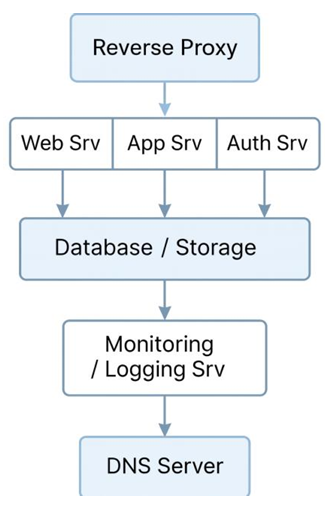 Reverse Proxy
Web Srv
App Srv
Auth Srv
Database / Storage
Monitoring
/ Logging Srv
DNS Server